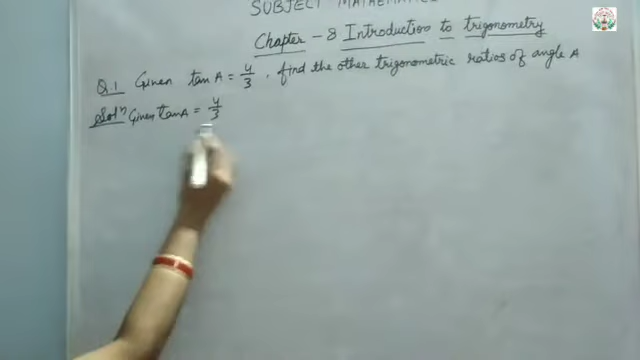 SUBJECT MATHEMAT
Chapter - 8 Introduction to trigonometry
Q.1 Given tan A = 4/3, find the other trigonometric ratios of angle A
Solⁿ Given tan A = 4/3